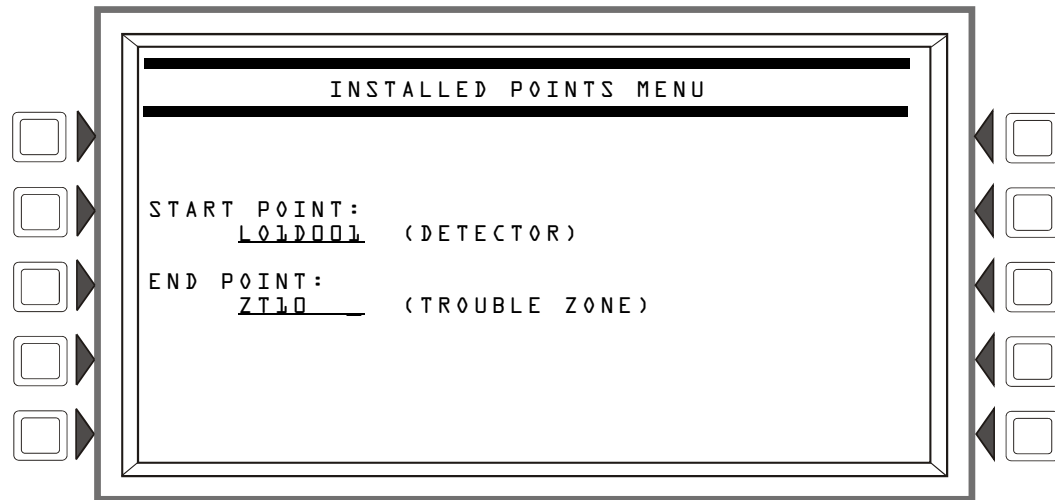 INSTALLED POINTS MENU
START POINT:
L01D001 (DETECTOR)
END POINT:
ZT10 _ (TROUBLE ZONE)